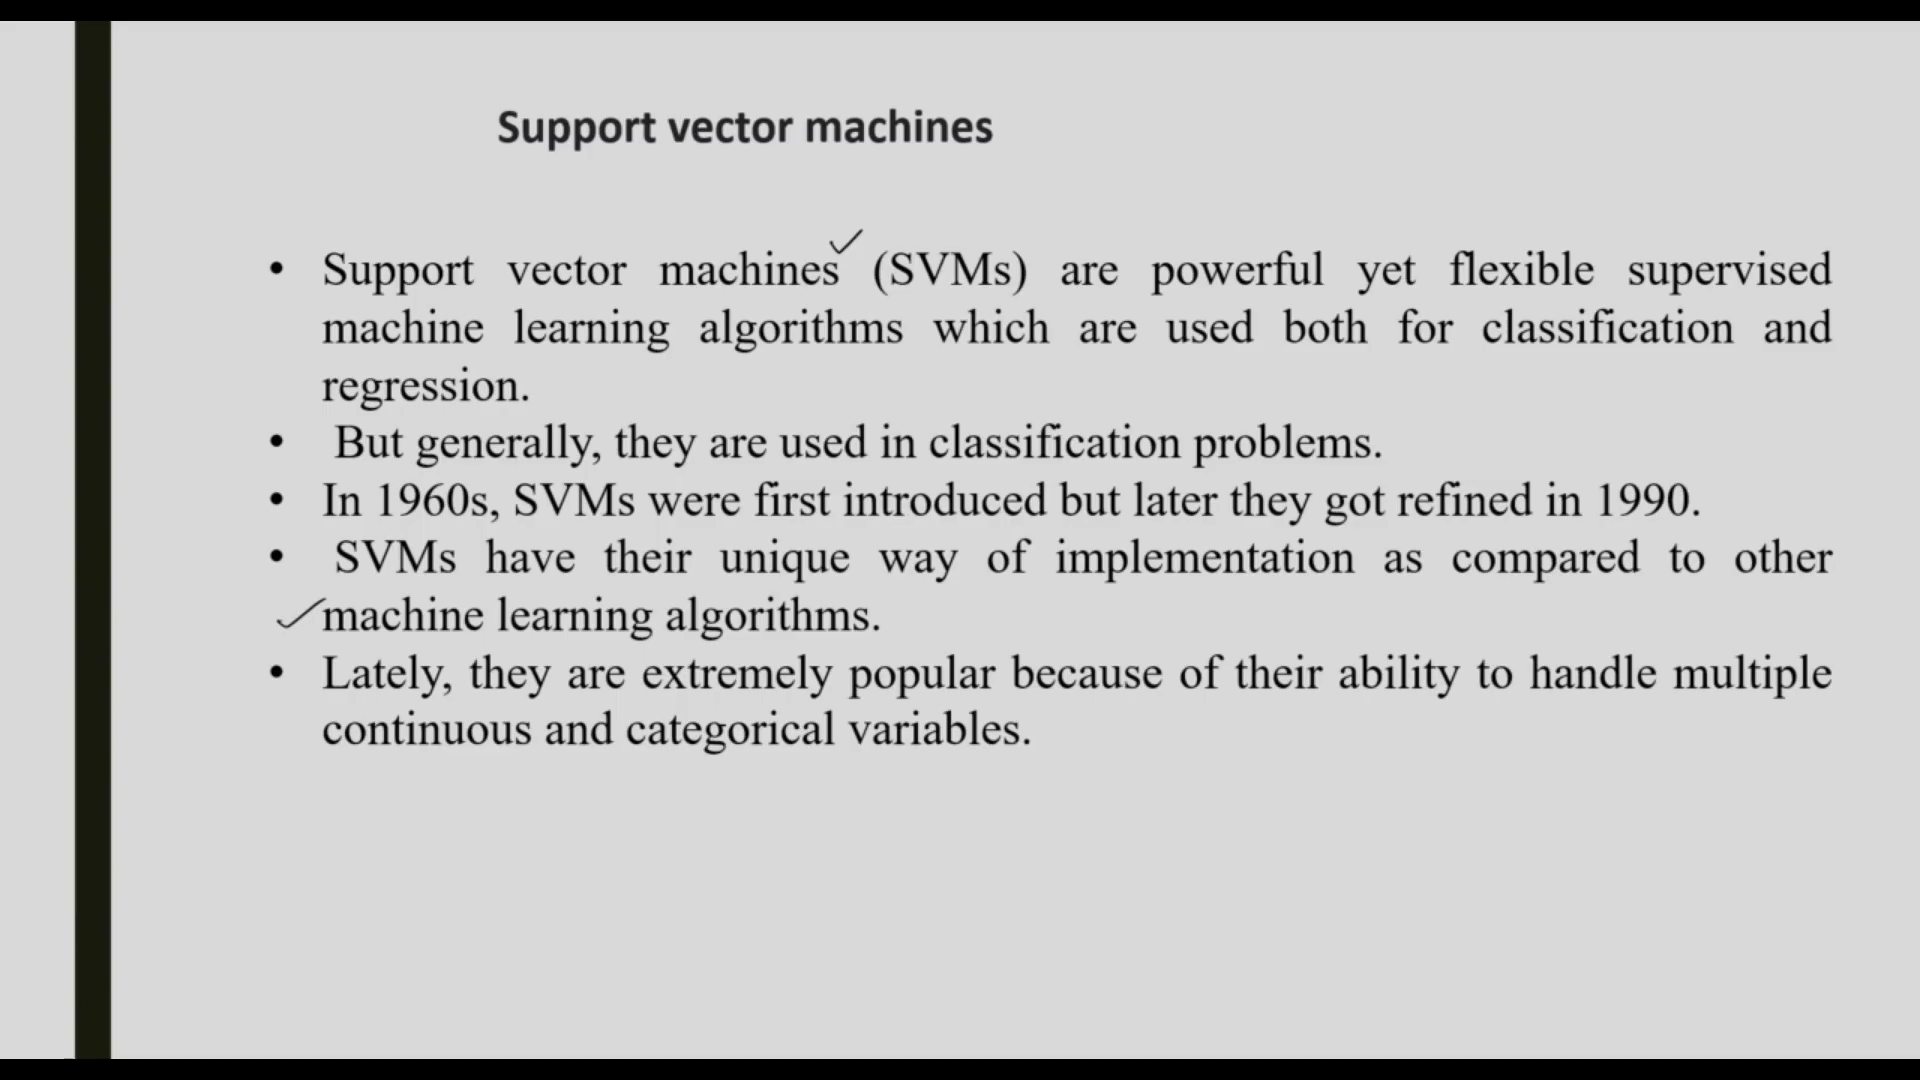 Support vector machines
• Support vector machines (SVMs) are powerful yet flexible supervised
machine learning algorithms which are used both for classification and
regression.
• But generally, they are used in classification problems.
• In 1960s, SVMs were first introduced but later they got refined in 1990.
• SVMs have their unique way of implementation as compared to other
machine learning algorithms.
• Lately, they are extremely popular because of their ability to handle multiple
continuous and categorical variables.